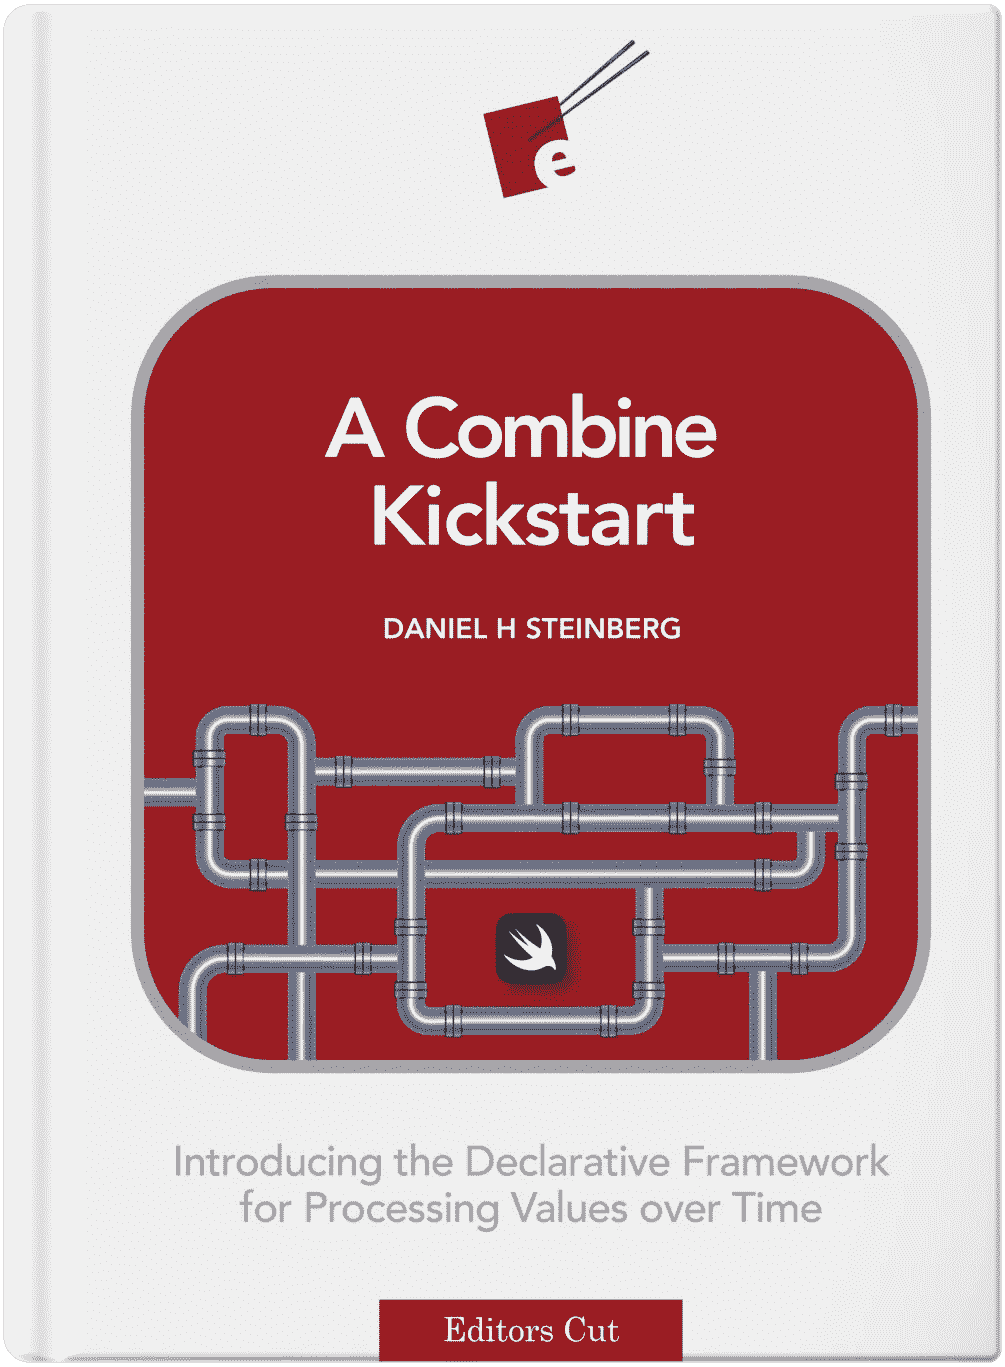 e
A Combine
Kickstart
DANIEL H STEINBERG
Introducing the Declarative Framework
for Processing Values over Time
Editors Cut